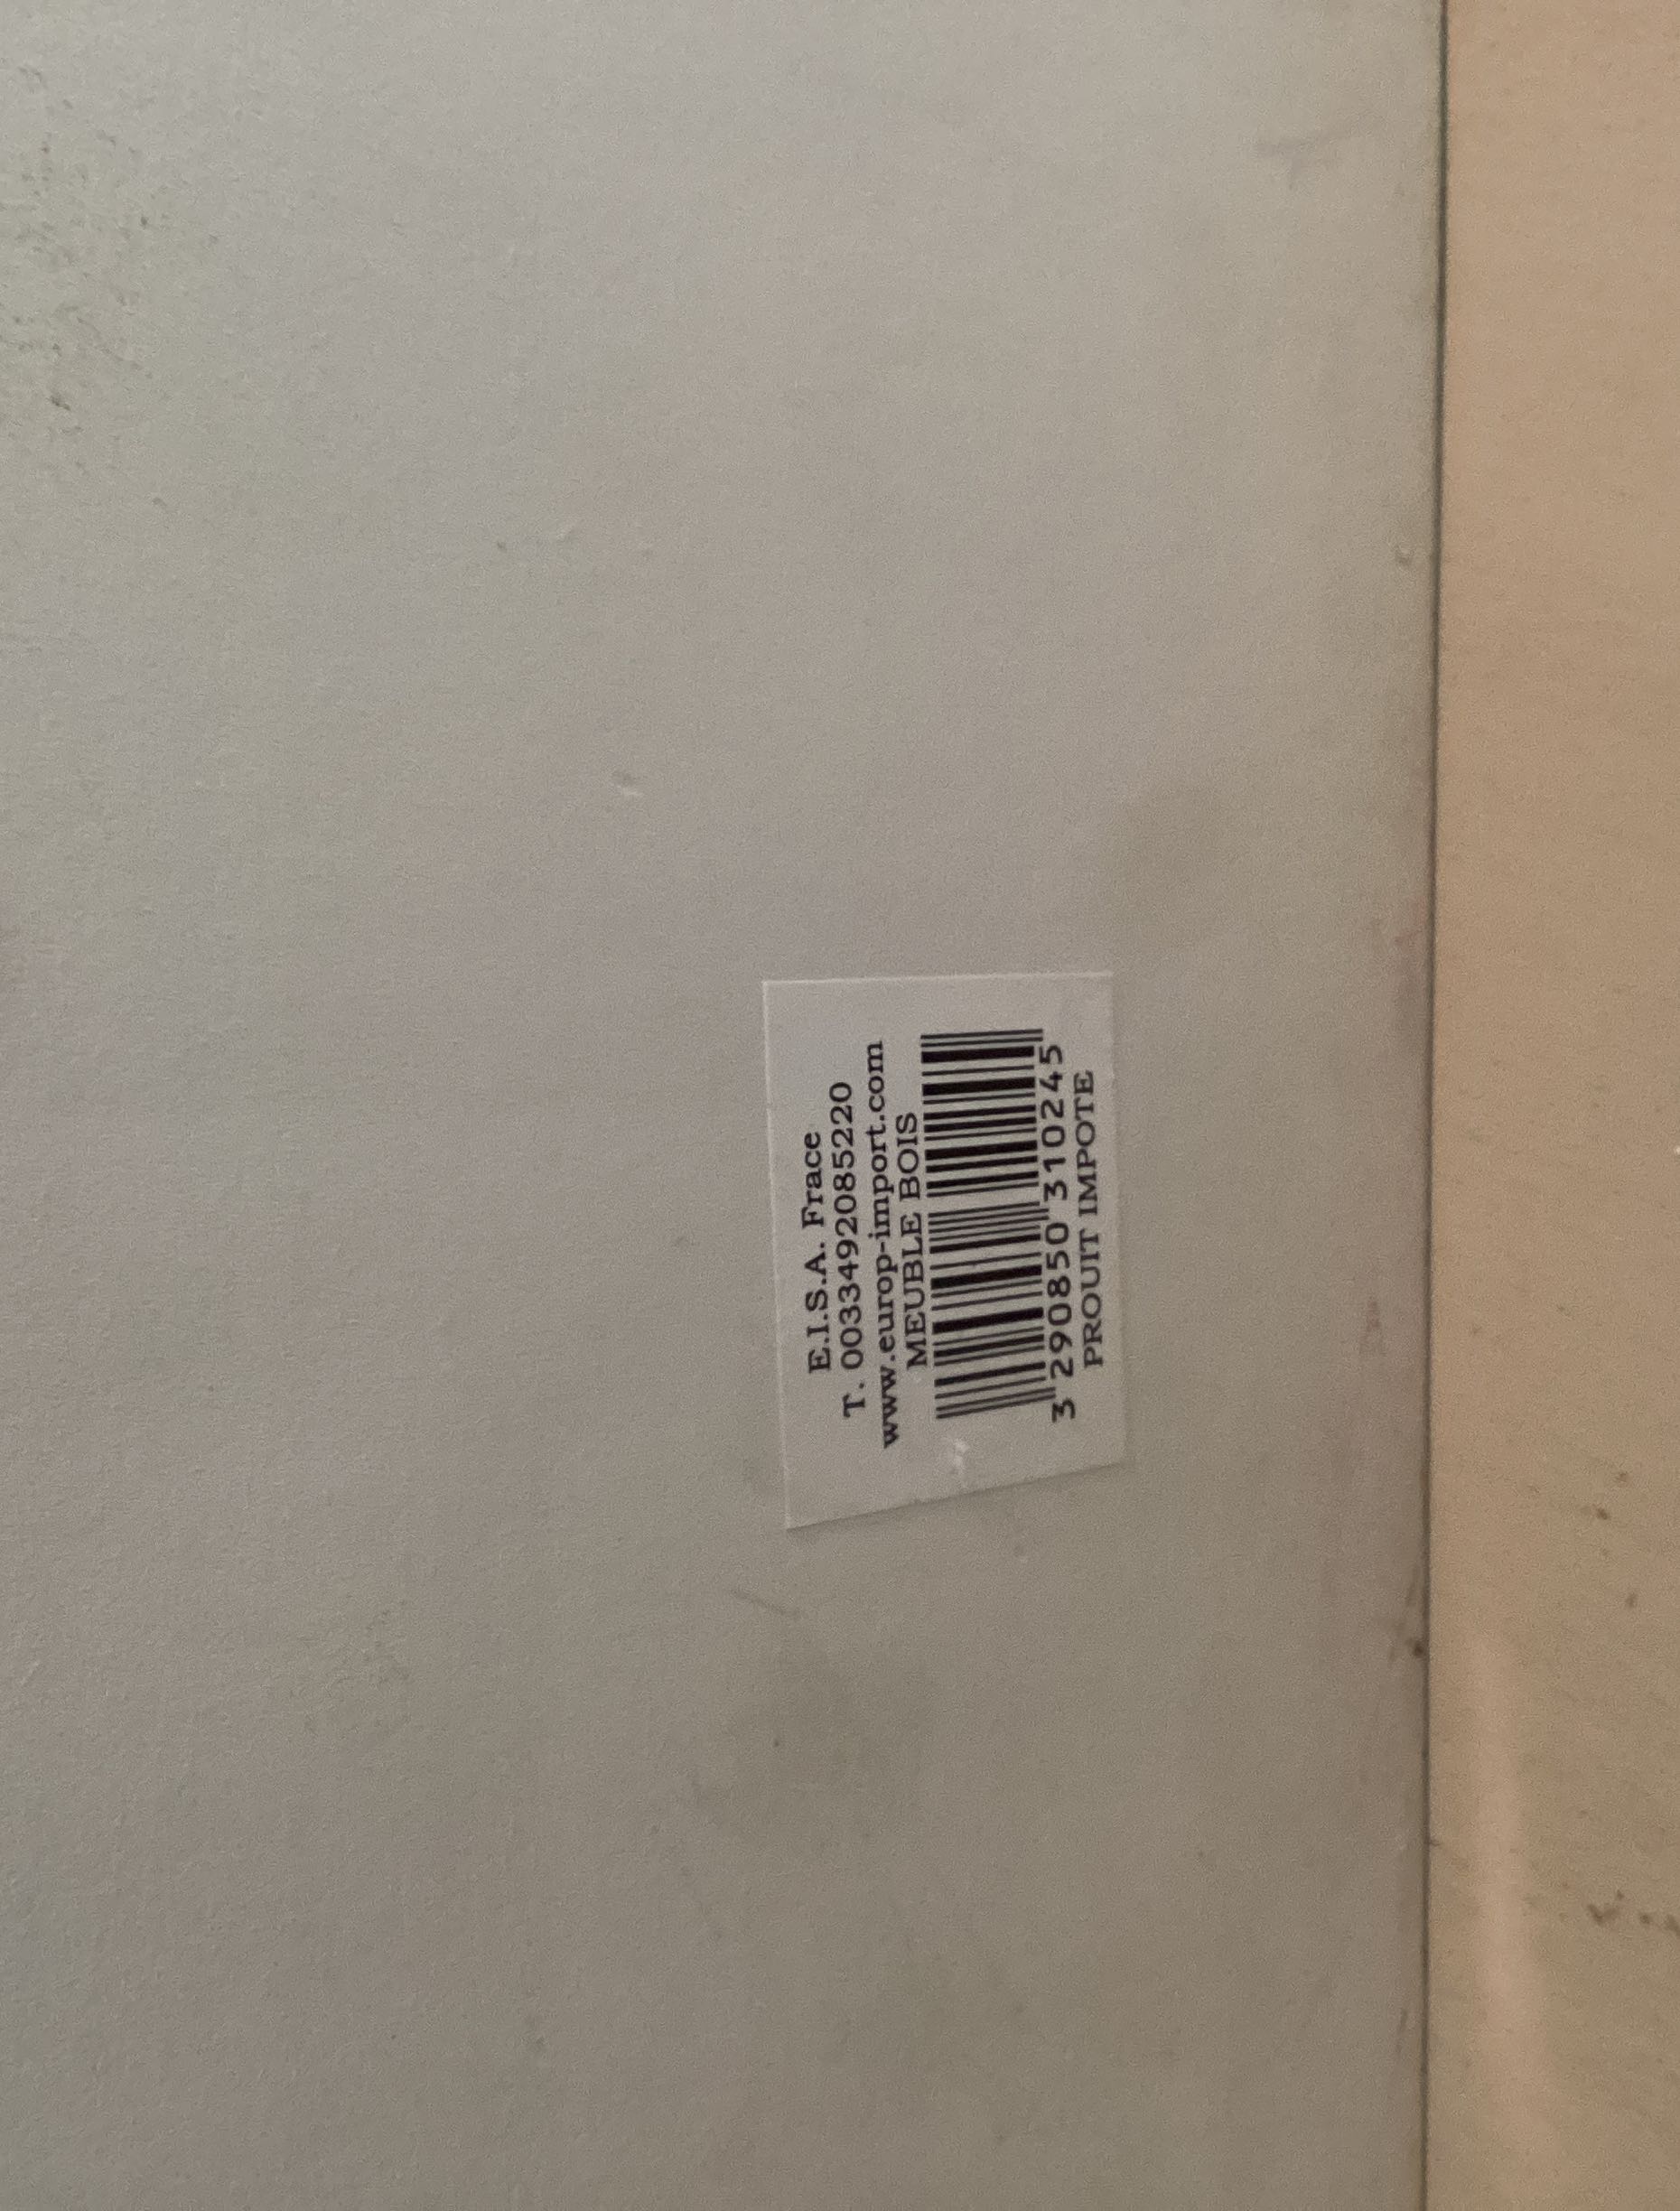 E.I.S.A. Frace
T. 0033492085220
www.europ-import.com
MEUBLE BOIS
3 290850 310245
PROUIT IMPOTE